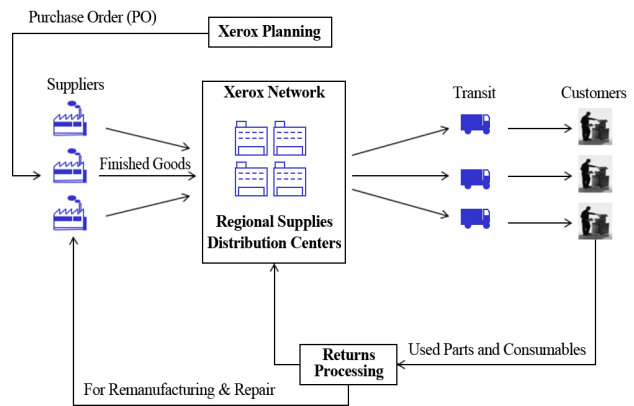 Purchase Order (PO)
Xerox Planning
Suppliers
Xerox Network
Transit
Customers
Finished Goods
Regional Supplies
Distribution Centers
Returns
Processing
Used Parts and Consumables
For Remanufacturing & Repair